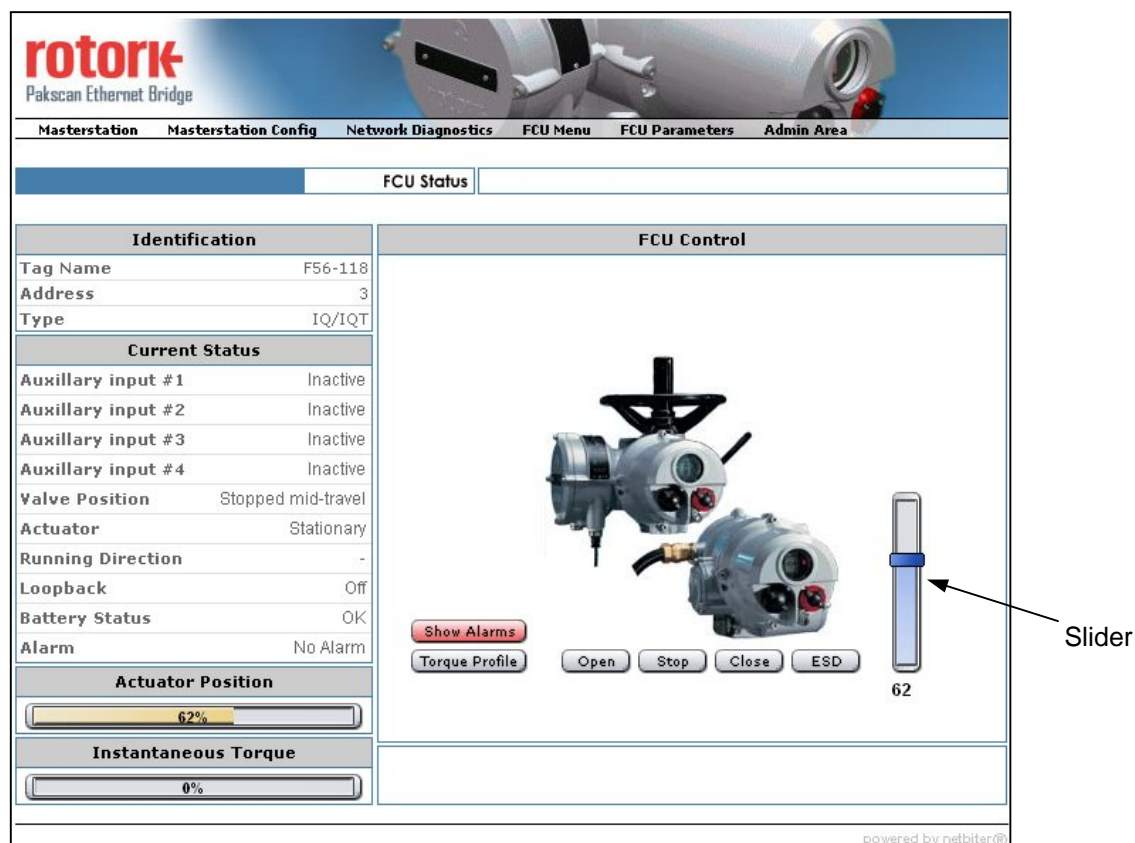 rotork
Pakscan Ethernet Bridge
Masterstation Masterstation Config Network Diagnostics FCU Menu FCU Parameters Admin Area
FCU Status
Identification
Tag Name F56-118
Address 3
Type IQ/IQT
Current Status
Auxillary input #1 Inactive
Auxillary input #2 Inactive
Auxillary input #3 Inactive
Auxillary input #4 Inactive
Valve Position Stopped mid-travel
Actuator Stationary
Running Direction -
Loopback Off
Battery Status OK
Alarm No Alarm
Actuator Position
62%
Instantaneous Torque
0%
FCU Control
Show Alarms
Torque Profile Open Stop Close ESD
62
Slider
powered by netbiter®